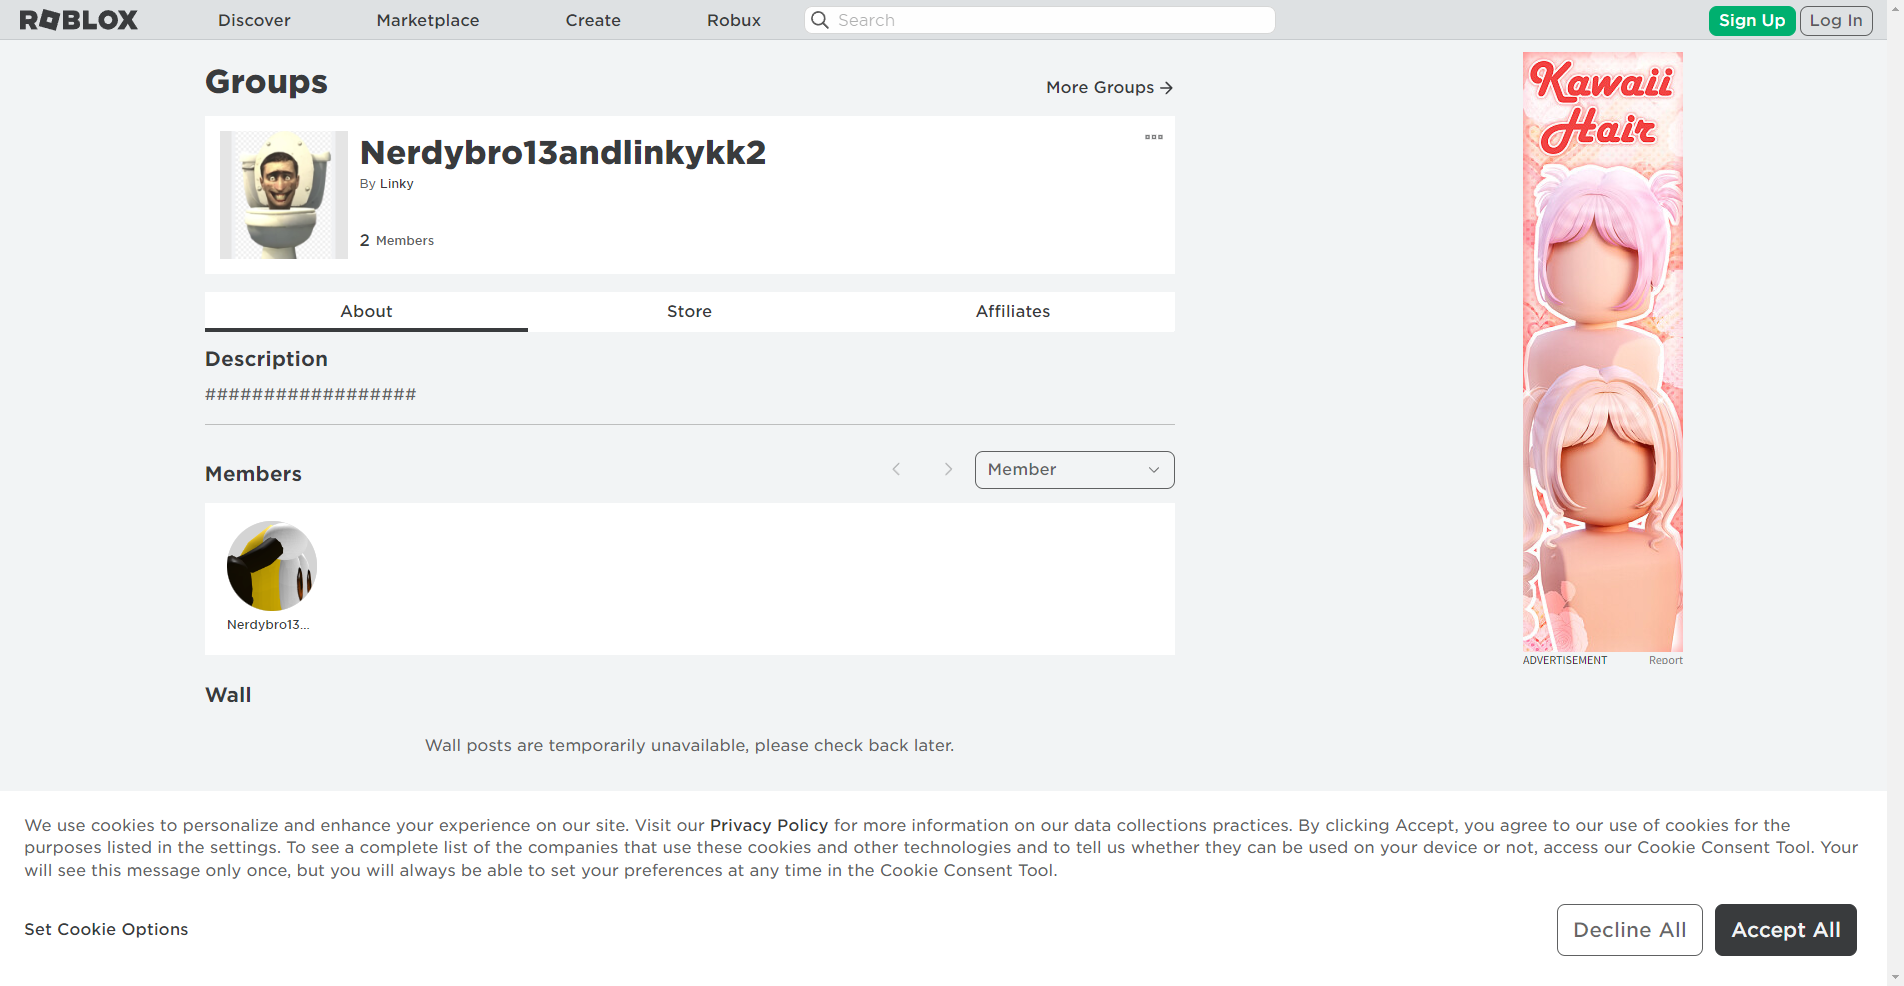 ROBLOX
Discover
Marketplace
Create
Robux
Search
Sign Up
Log In
Groups
More Groups
Nerdybro13andlinkykk2
By Linky
2 Members
About
Store
Affiliates
Description
##################
Members
Member
Nerdybro13...
Wall
Wall posts are temporarily unavailable, please check back later.
Kawaii
Hair
ADVERTISEMENT
Report
We use cookies to personalize and enhance your experience on our site. Visit our Privacy Policy for more information on our data collections practices. By clicking Accept, you agree to our use of cookies for the
purposes listed in the settings. To see a complete list of the companies that use these cookies and other technologies and to tell us whether they can be used on your device or not, access our Cookie Consent Tool. Your
will see this message only once, but you will always be able to set your preferences at any time in the Cookie Consent Tool.
Set Cookie Options
Decline All
Accept All